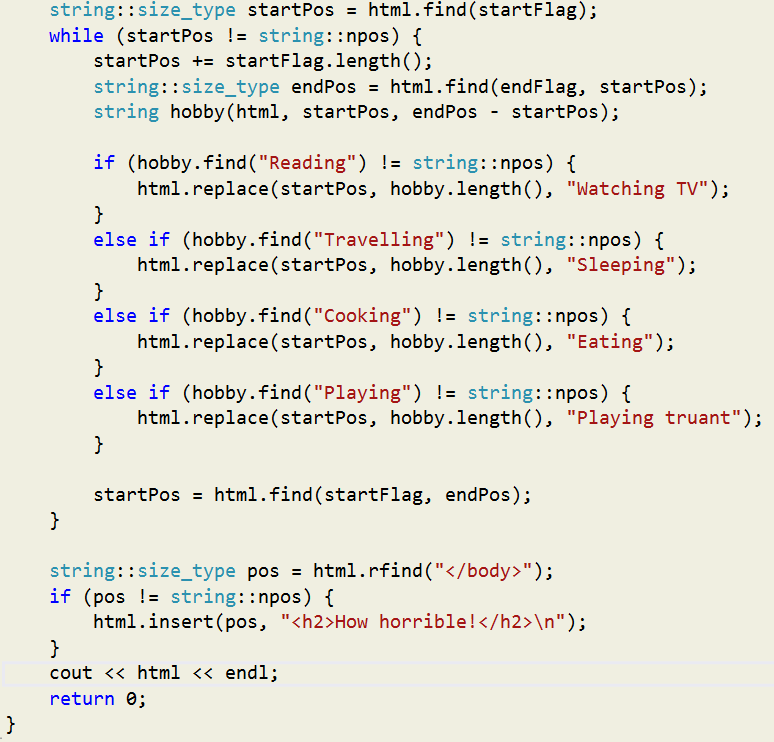 string::size_type startPos = html.find(startFlag);
while (startPos != string::npos) {
startPos += startFlag.length();
string::size_type endPos = html.find(endFlag, startPos);
string hobby(html, startPos, endPos - startPos);
if (hobby.find("Reading") != string::npos) {
html.replace(startPos, hobby.length(), "Watching TV");
}
else if (hobby.find("Travelling") != string::npos) {
html.replace(startPos, hobby.length(), "Sleeping");
}
else if (hobby.find("Cooking") != string::npos) {
html.replace(startPos, hobby.length(), "Eating");
}
else if (hobby.find("Playing") != string::npos) {
html.replace(startPos, hobby.length(), "Playing truant");
}
startPos = html.find(startFlag, endPos);
}
string::size_type pos = html.rfind("</body>");
if (pos != string::npos) {
html.insert(pos, "<h2>How horrible!</h2>\n");
}
cout << html << endl;
return 0;
}